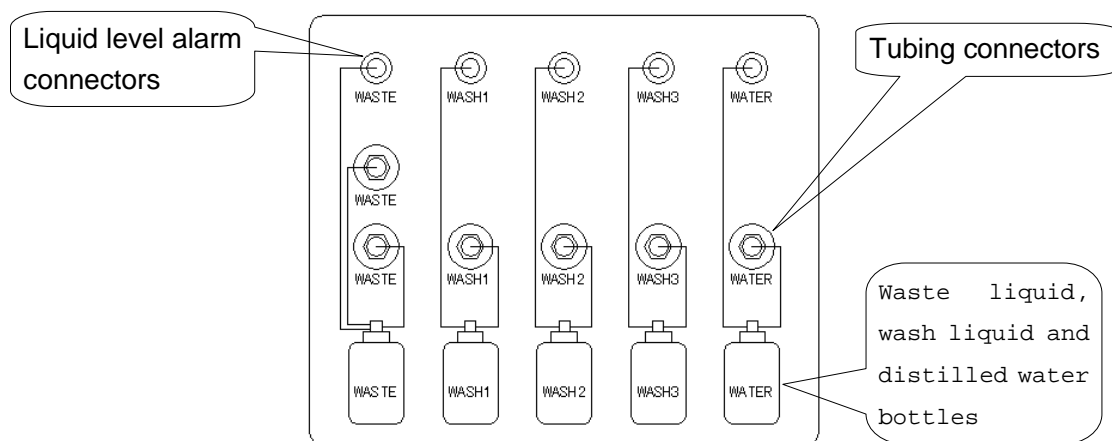 Liquid level alarm
connectors
Tubing connectors
WASTE WASH1 WASH2 WASH3 WATER
WASTE
WASTE WASH1 WASH2 WASH3 WATER
WASTE WASH1 WASH2 WASH3 WATER
Waste liquid,
wash liquid and
distilled water
bottles